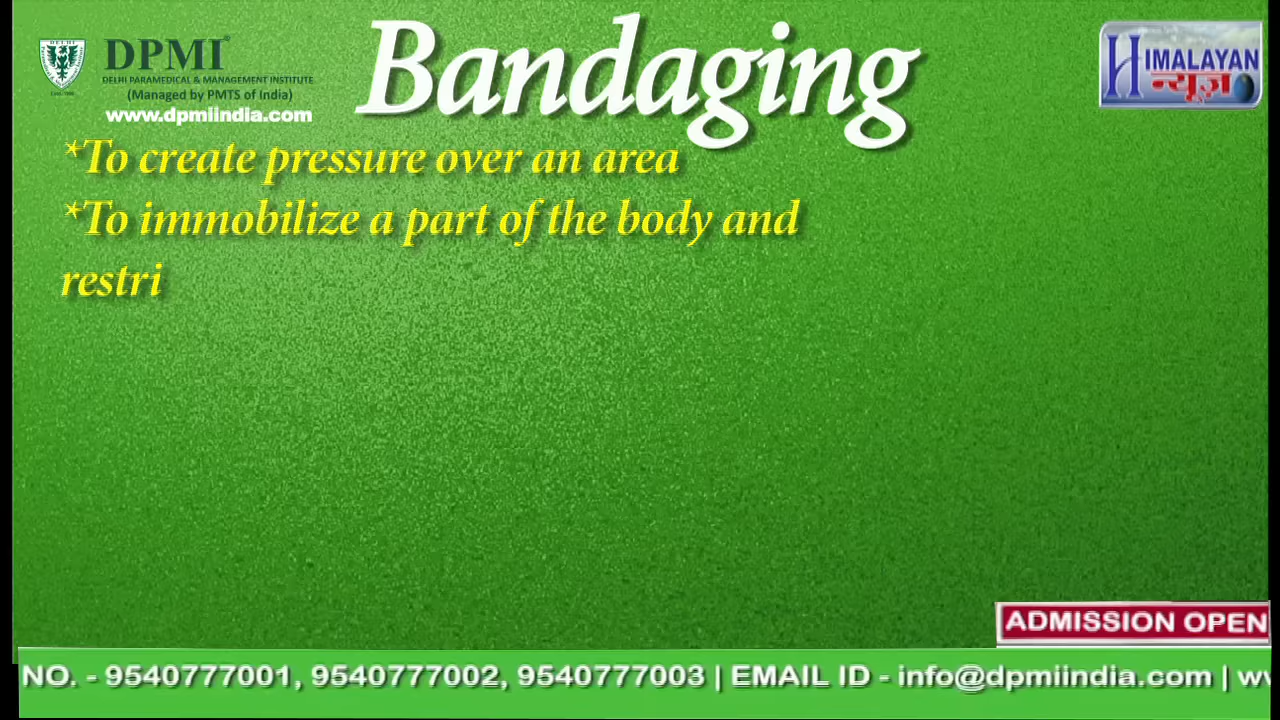 Bandaging
DPMI®
DELHI PARAMEDICAL & MANAGEMENT INSTITUTE
(Managed by PMTS of India)
www.dpmiindia.com
HIMALAYAN
न्यूज़
*To create pressure over an area
*To immobilize a part of the body and
restri
ADMISSION OPEN
NO. - 9540777001, 9540777002, 9540777003 | EMAIL ID - info@dpmiindia.com | ww